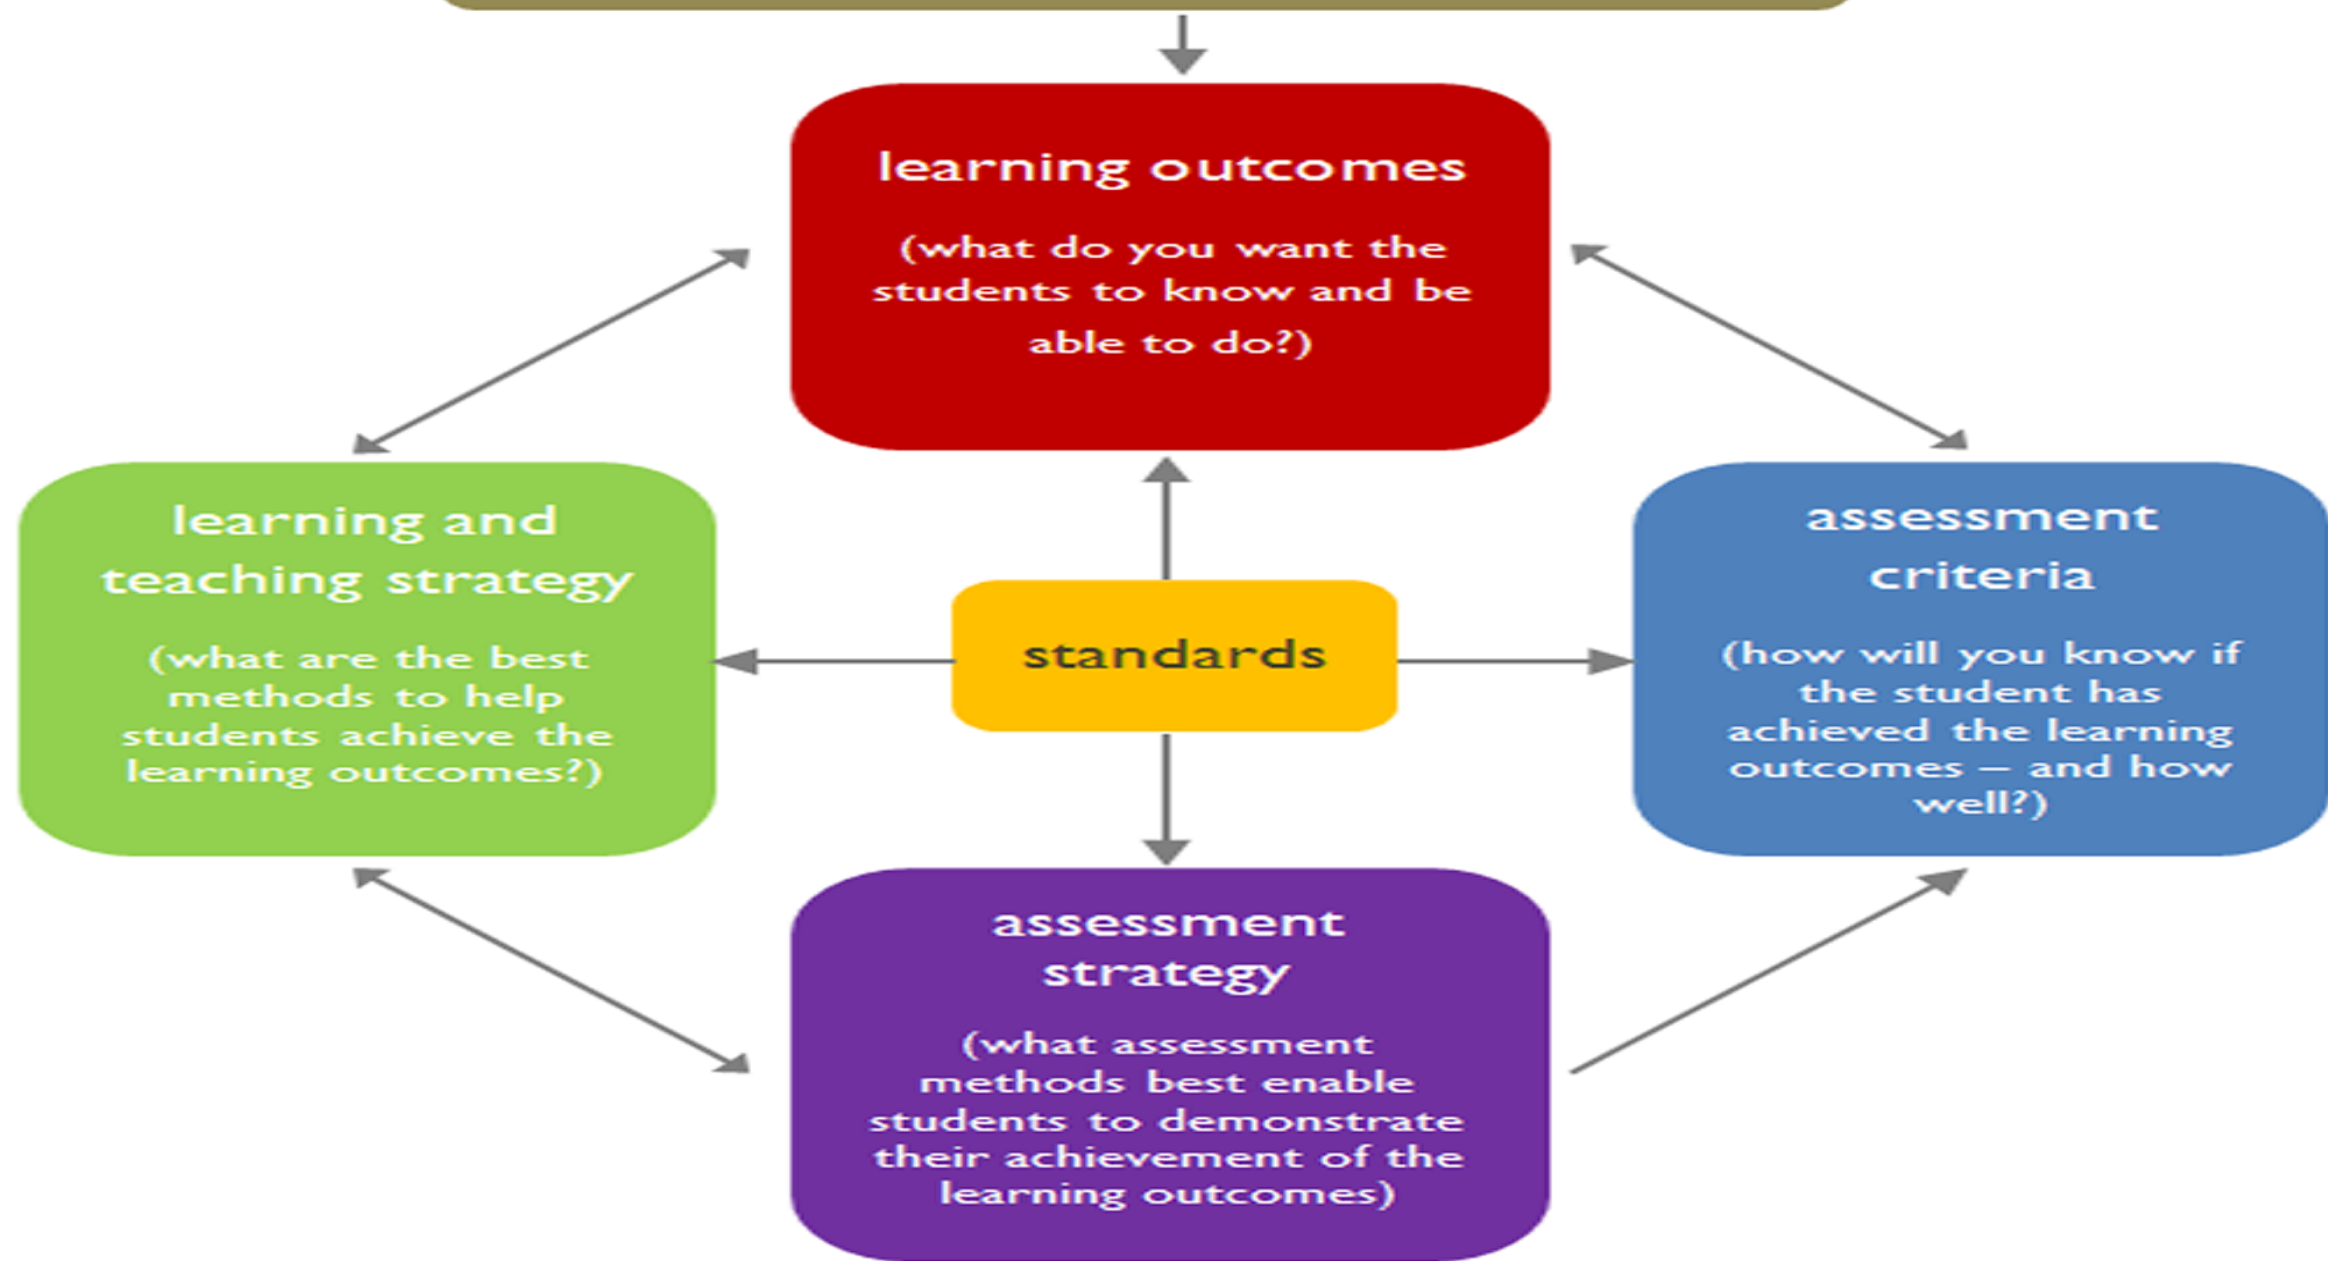 learning outcomes
(what do you want the
students to know and be
able to do?)
learning and
teaching strategy
(what are the best
methods to help
students achieve the
learning outcomes?)
standards
assessment
criteria
(how will you know if
the student has
achieved the learning
outcomes – and how
well?)
assessment
strategy
(what assessment
methods best enable
students to demonstrate
their achievement of the
learning outcomes)